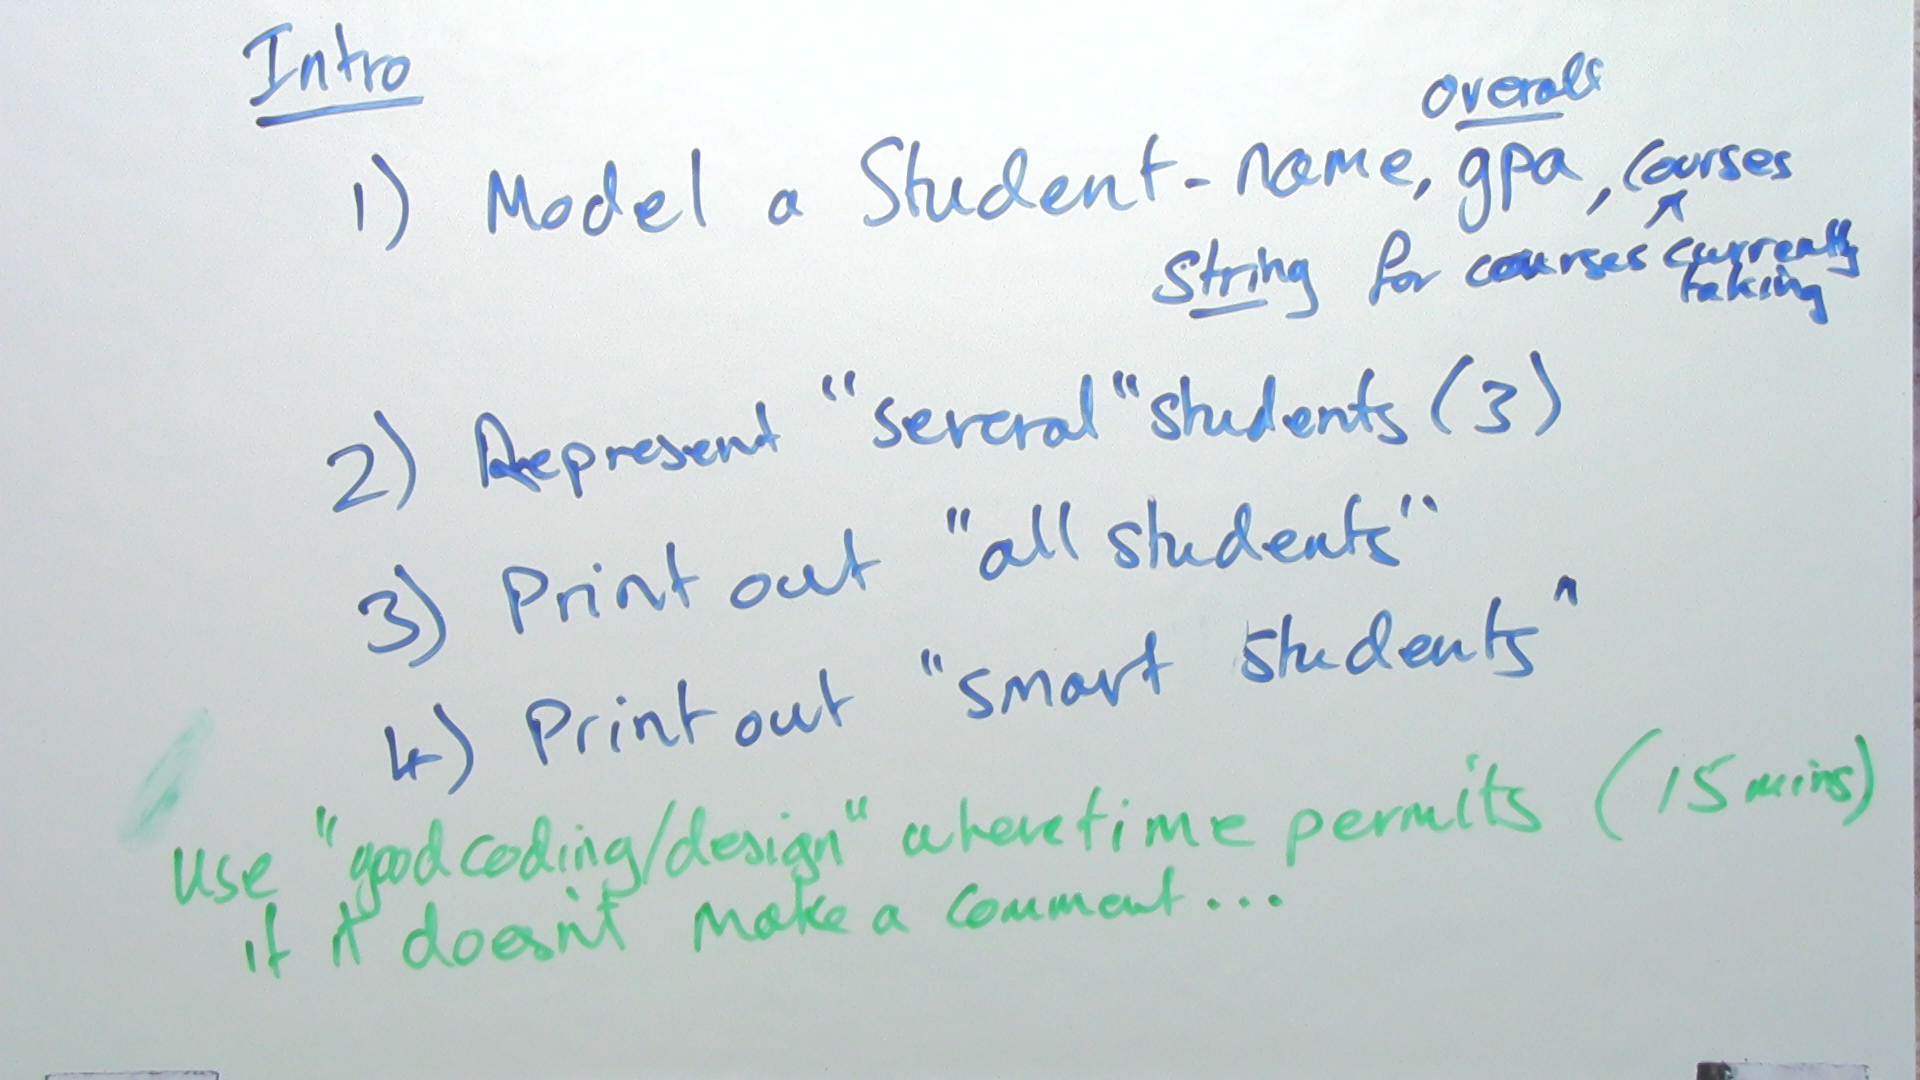 Intro
overall
1) Model a Student - name, gpa, courses
String for courses currently
taking
2) Represent "several" students (3)
3) Print out "all students"
4) Print out "smart students"
Use "good coding/design" where time permits (15 mins)
if it doesn't make a comment...